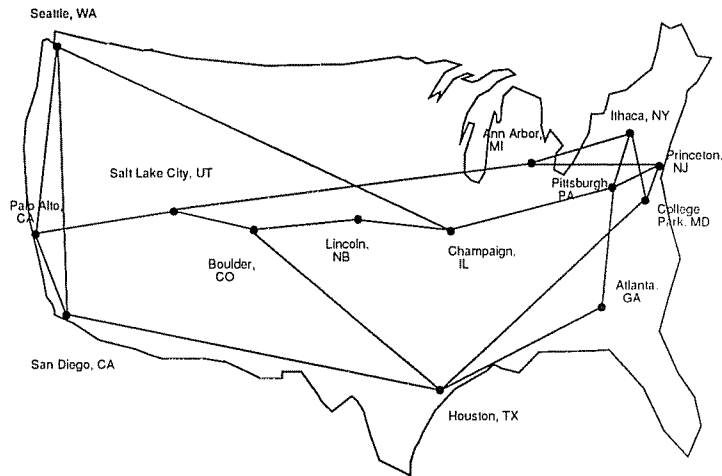 Seattle, WA
Ithaca, NY
Ann Arbor,
MI
Princeton,
NJ
Salt Lake City, UT
Pittsburgh,
PA
Palo Alto,
CA
College
Park, MD
Lincoln,
NB
Champaign,
IL
Boulder,
CO
Atlanta,
GA
San Diego, CA
Houston, TX